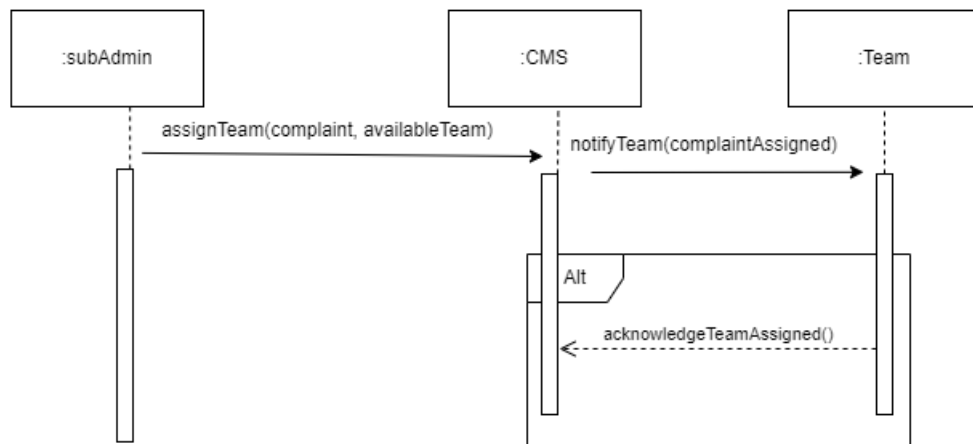 :subAdmin
:CMS
:Team
assignTeam(complaint, availableTeam)
notifyTeam(complaintAssigned)
Alt
acknowledgeTeamAssigned()